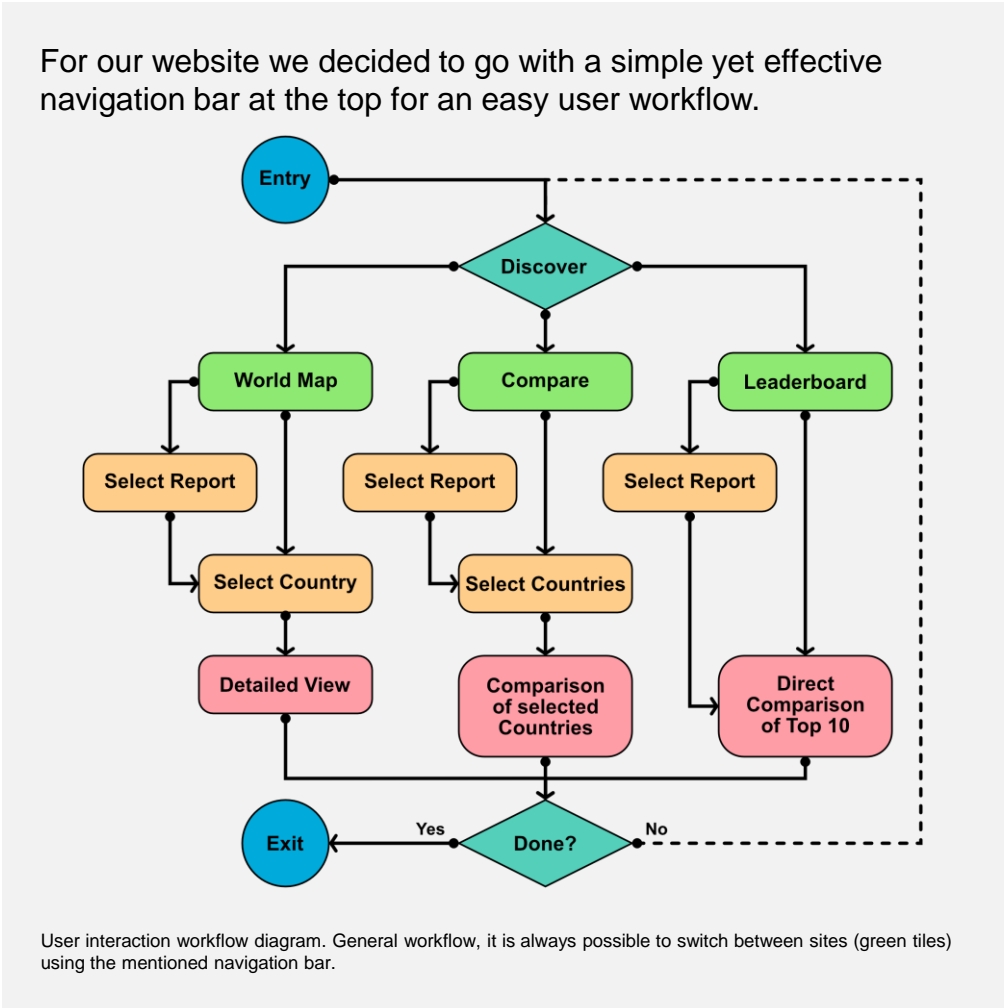 For our website we decided to go with a simple yet effective
navigation bar at the top for an easy user workflow.
Entry
Discover
World Map
Compare
Leaderboard
Select Report
Select Report
Select Report
Select Country
Select Countries
Detailed View
Comparison
of selected
Countries
Direct
Comparison
of Top 10
Yes
No
Exit
Done?
User interaction workflow diagram. General workflow, it is always possible to switch between sites (green tiles)
using the mentioned navigation bar.